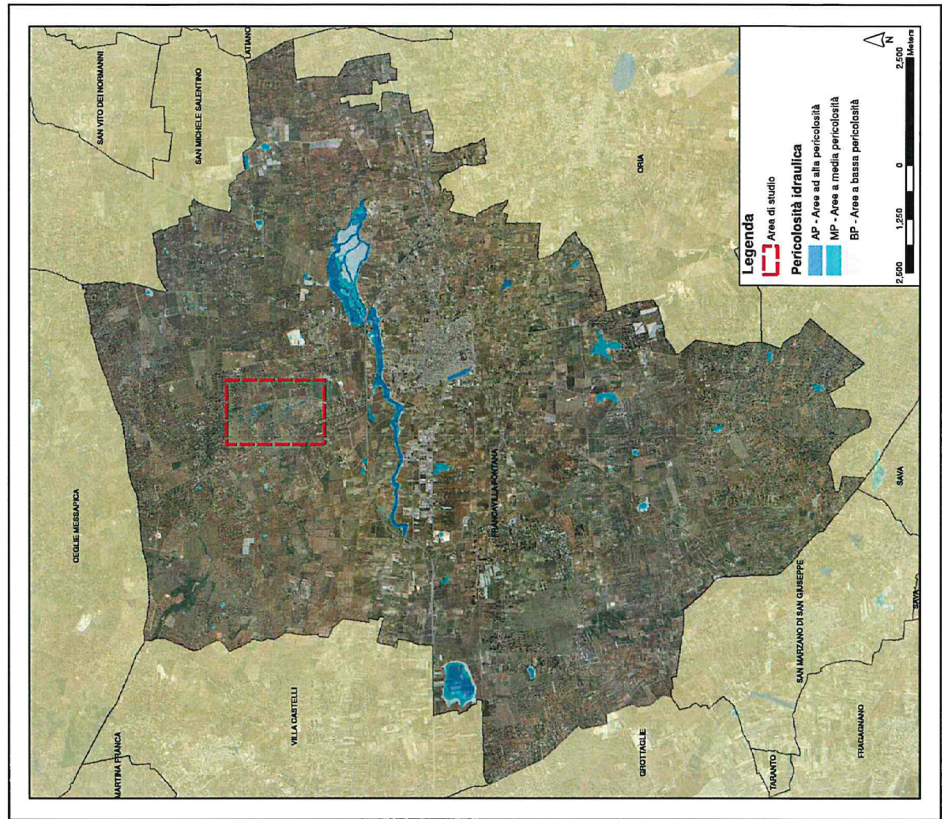 MARTINA FRANCA
CEGLIE MESSAPICA
SAN VITO DEI NORMANNI
SAN MICHELE SALENTINO
LATIANO
VILLA CASTELLI
FRANCAVILLA FONTANA
ORIA
GROTTAGLIE
TARANTO
FRAGAGNANO
SAN MARZANO DI SAN GIUSEPPE
SAVA
SAVA
Legenda
Area di studio
Pericolosità idraulica
AP - Aree ad alta pericolosità
MP - Aree a media pericolosità
BP - Aree a bassa pericolosità
N
2,500 1,250 0 2,500
Meters